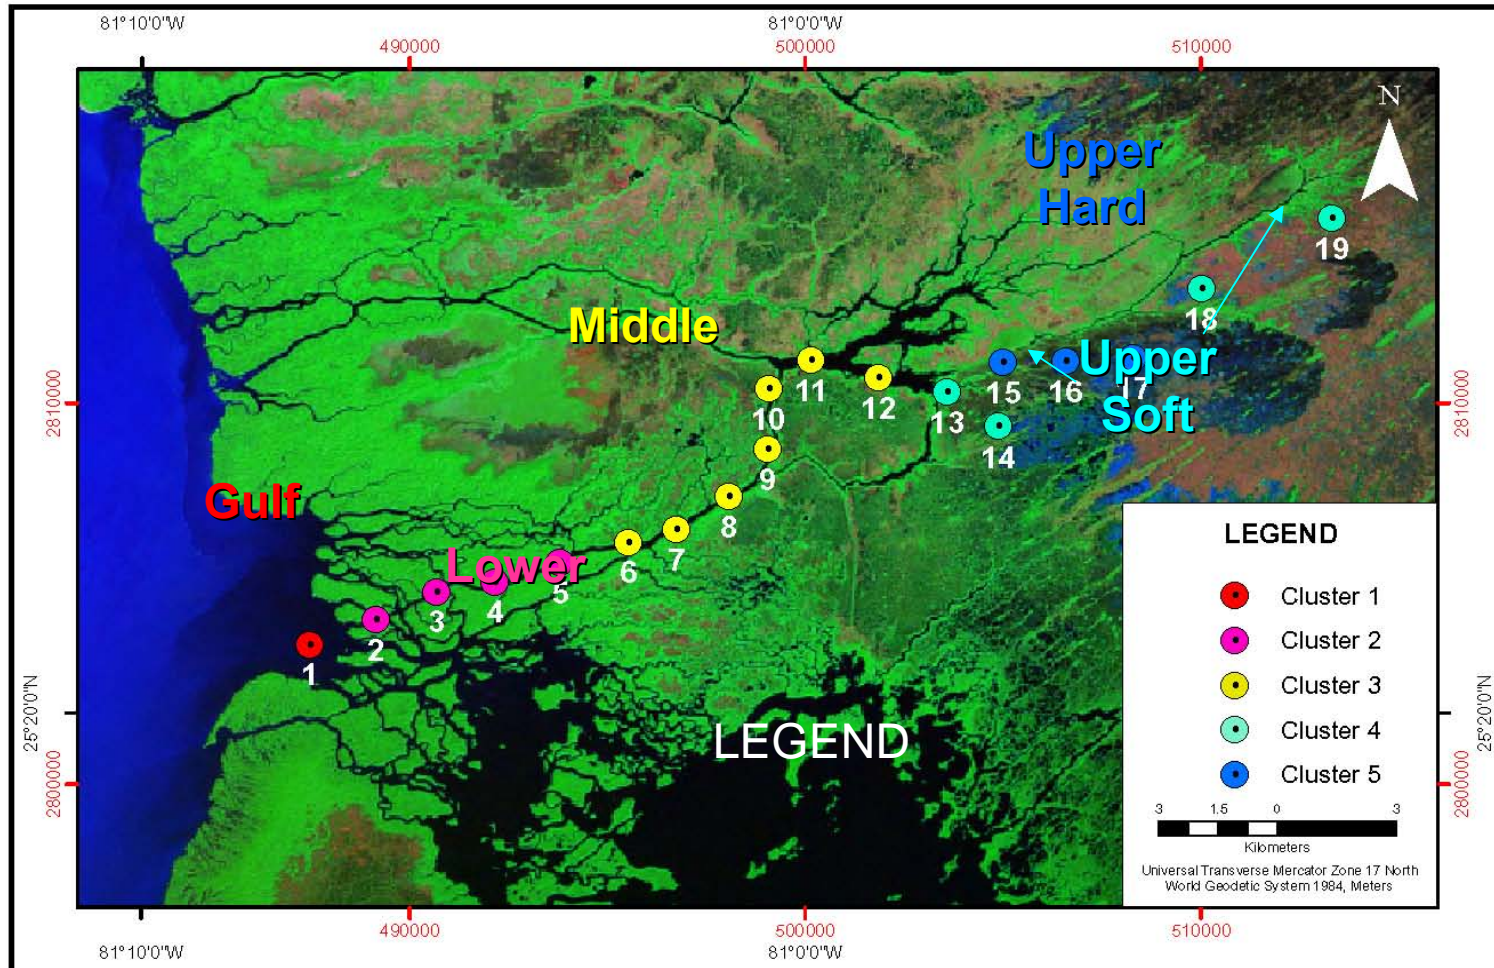 81°10'0"W
81°0'0"W
490000
500000
510000
N
Upper
Hard
19
18
Middle
Upper
Soft
11
15
16
17
10
12
13
14
2810000
2810000
9
Gulf
8
7
6
Lower
5
4
3
2
1
LEGEND
Cluster 1
Cluster 2
Cluster 3
Cluster 4
Cluster 5
3
1.5
0
3
Kilometers
Universal Transverse Mercator Zone 17 North
World Geodetic System 1984, Meters
LEGEND
25°20'0"N
25°20'0"N
2800000
2800000
490000
500000
510000
81°10'0"W
81°0'0"W